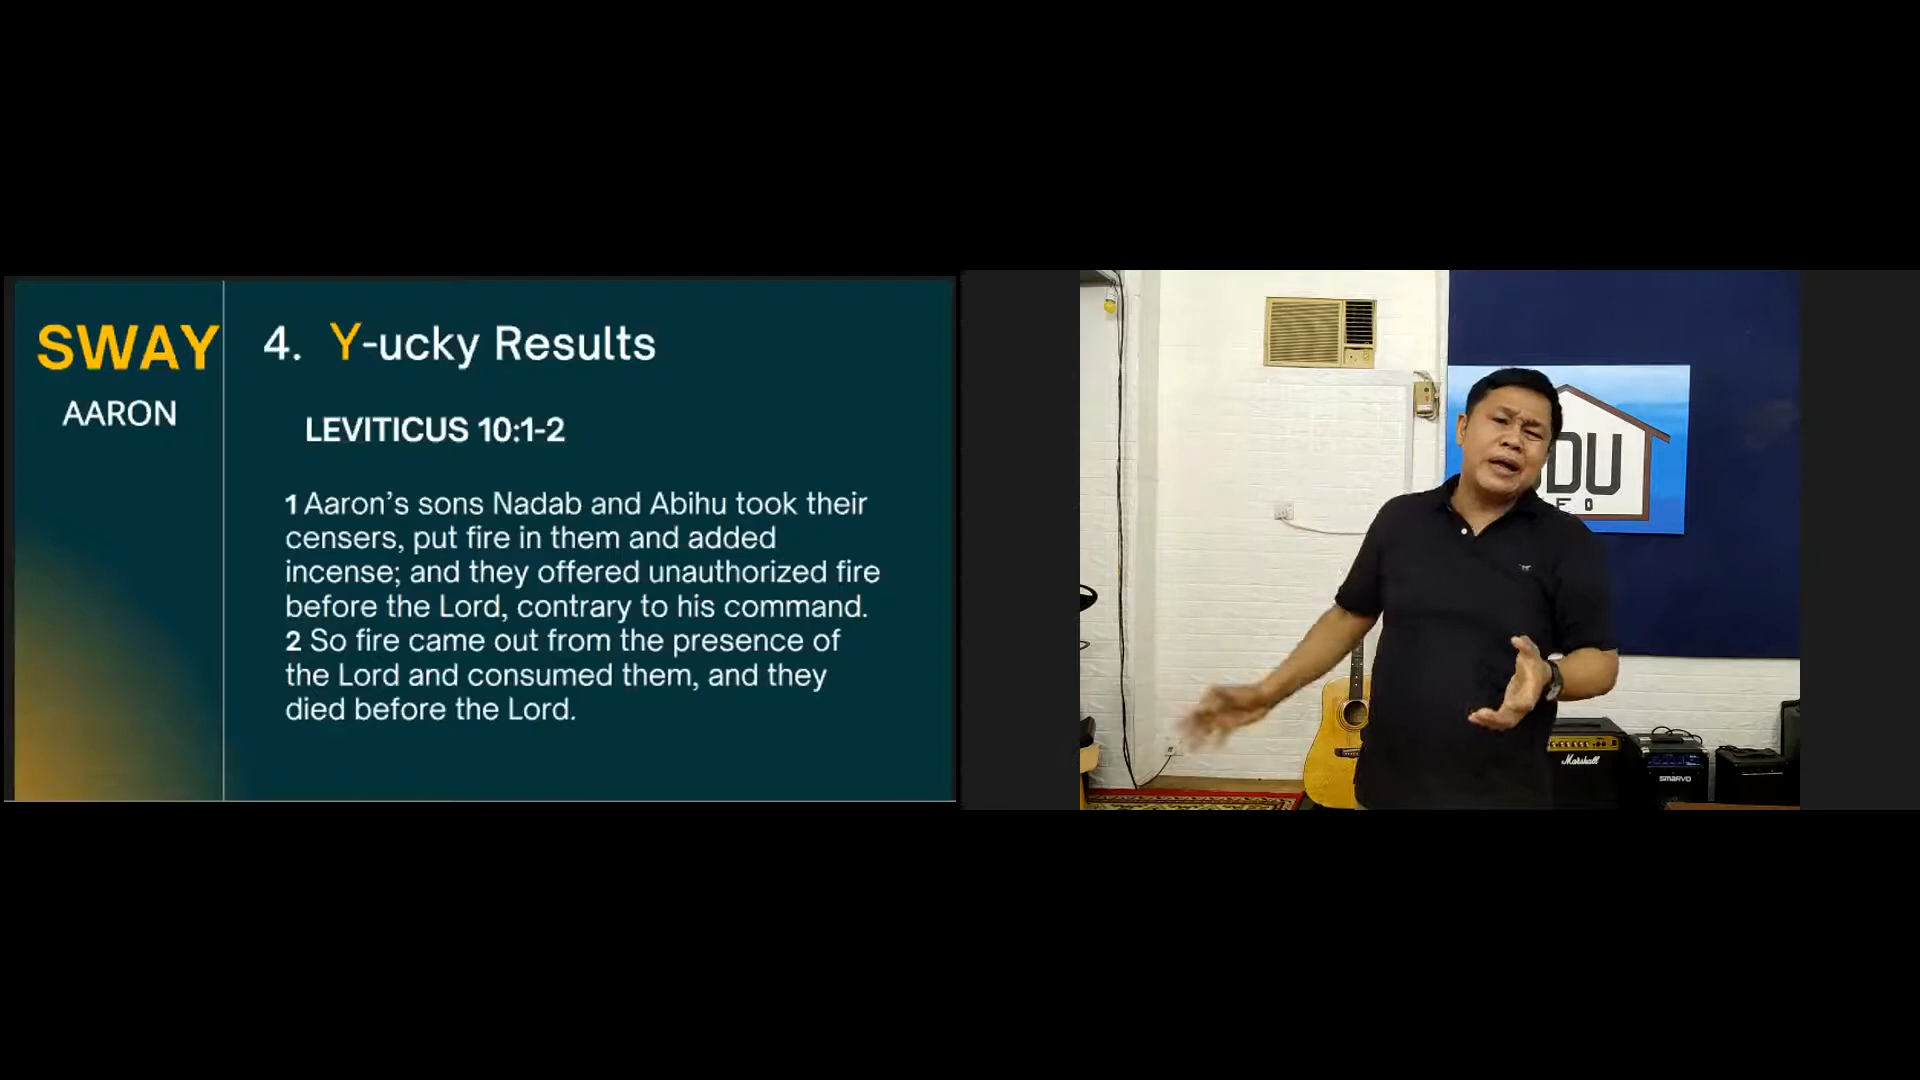 SWAY
AARON
4. Y-ucky Results
LEVITICUS 10:1-2
1 Aaron's sons Nadab and Abihu took their
censers, put fire in them and added
incense; and they offered unauthorized fire
before the Lord, contrary to his command.
2 So fire came out from the presence of
the Lord and consumed them, and they
died before the Lord.
DU
Marshall
SMARVO